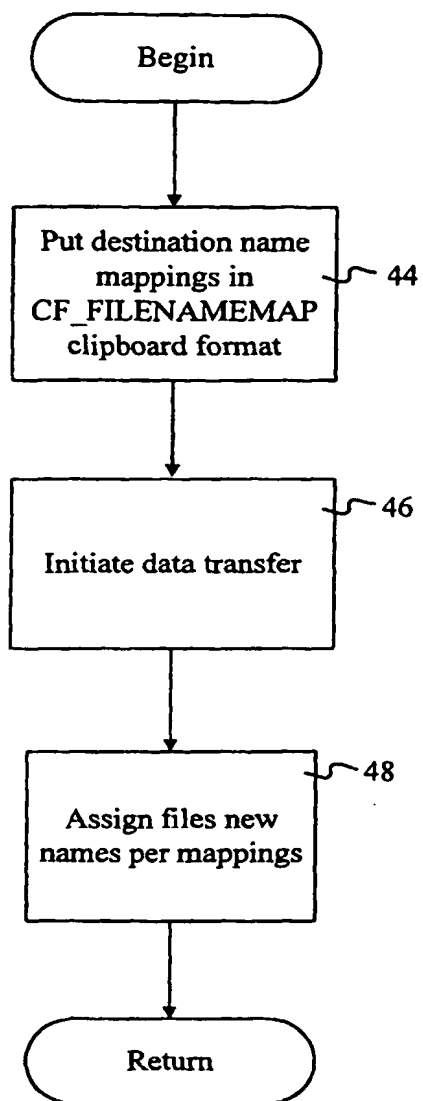 Begin
Put destination name
mappings in
CF_FILENAMEMAP
clipboard format
44
Initiate data transfer
46
Assign files new
names per mappings
48
Return